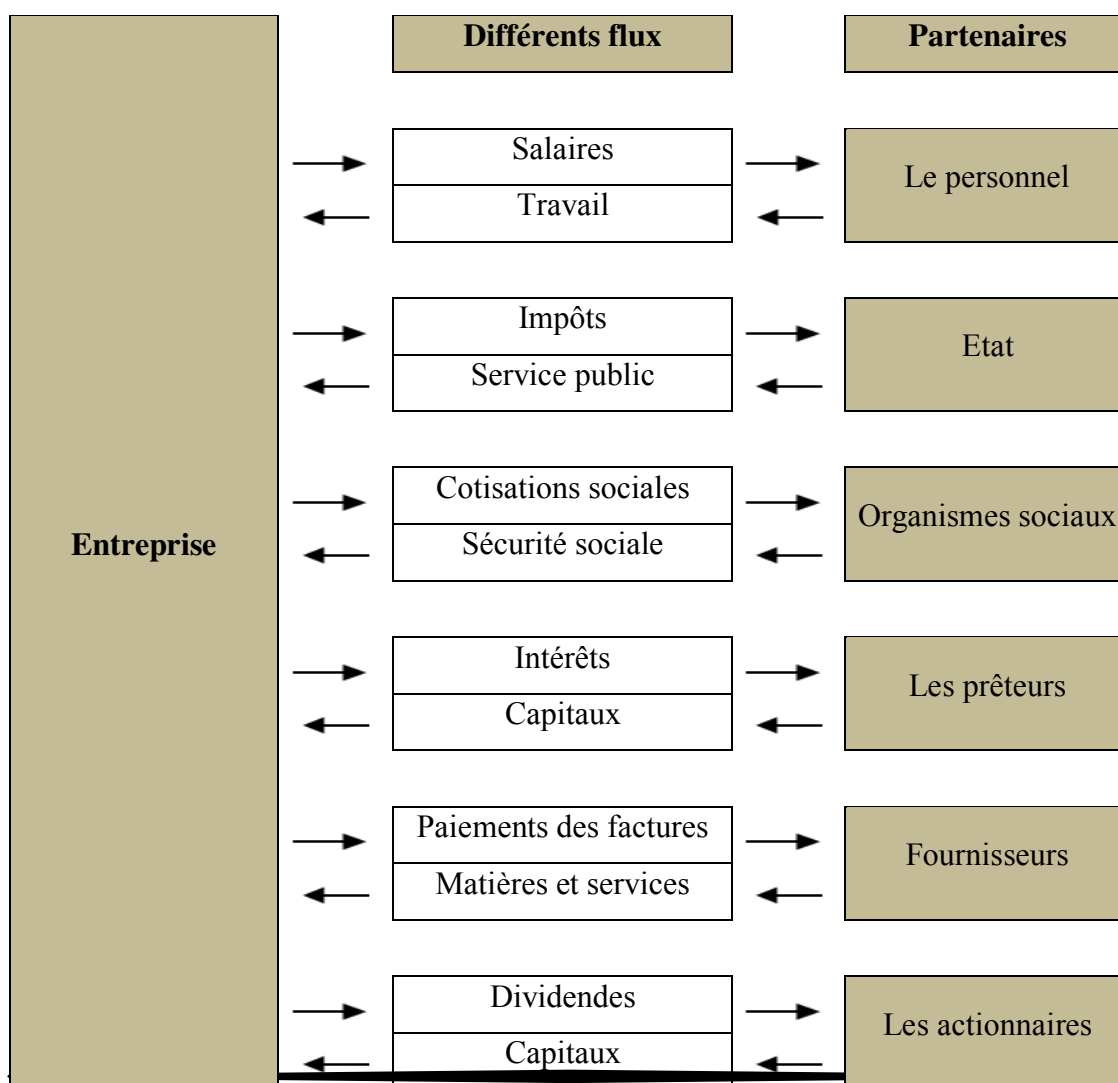 Différents flux
Partenaires
Salaires
Travail
Le personnel
Impôts
Service public
Etat
Cotisations sociales
Sécurité sociale
Organismes sociaux
Entreprise
Intérêts
Capitaux
Les prêteurs
Paiements des factures
Matières et services
Fournisseurs
Dividendes
Capitaux
Les actionnaires